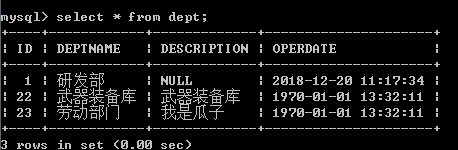 mysql> select * from dept;
+----+------------+-------------+---------------------+
| ID | DEPTNAME | DESCRIPTION | OPERDATE |
+----+------------+-------------+---------------------+
| 1 | 研发部 | NULL | 2018-12-20 11:17:34 |
| 22 | 武器装备库 | 武器装备库 | 1970-01-01 13:32:11 |
| 23 | 劳动部门 | 我是瓜子 | 1970-01-01 13:32:11 |
+----+------------+-------------+---------------------+
3 rows in set (0.00 sec)